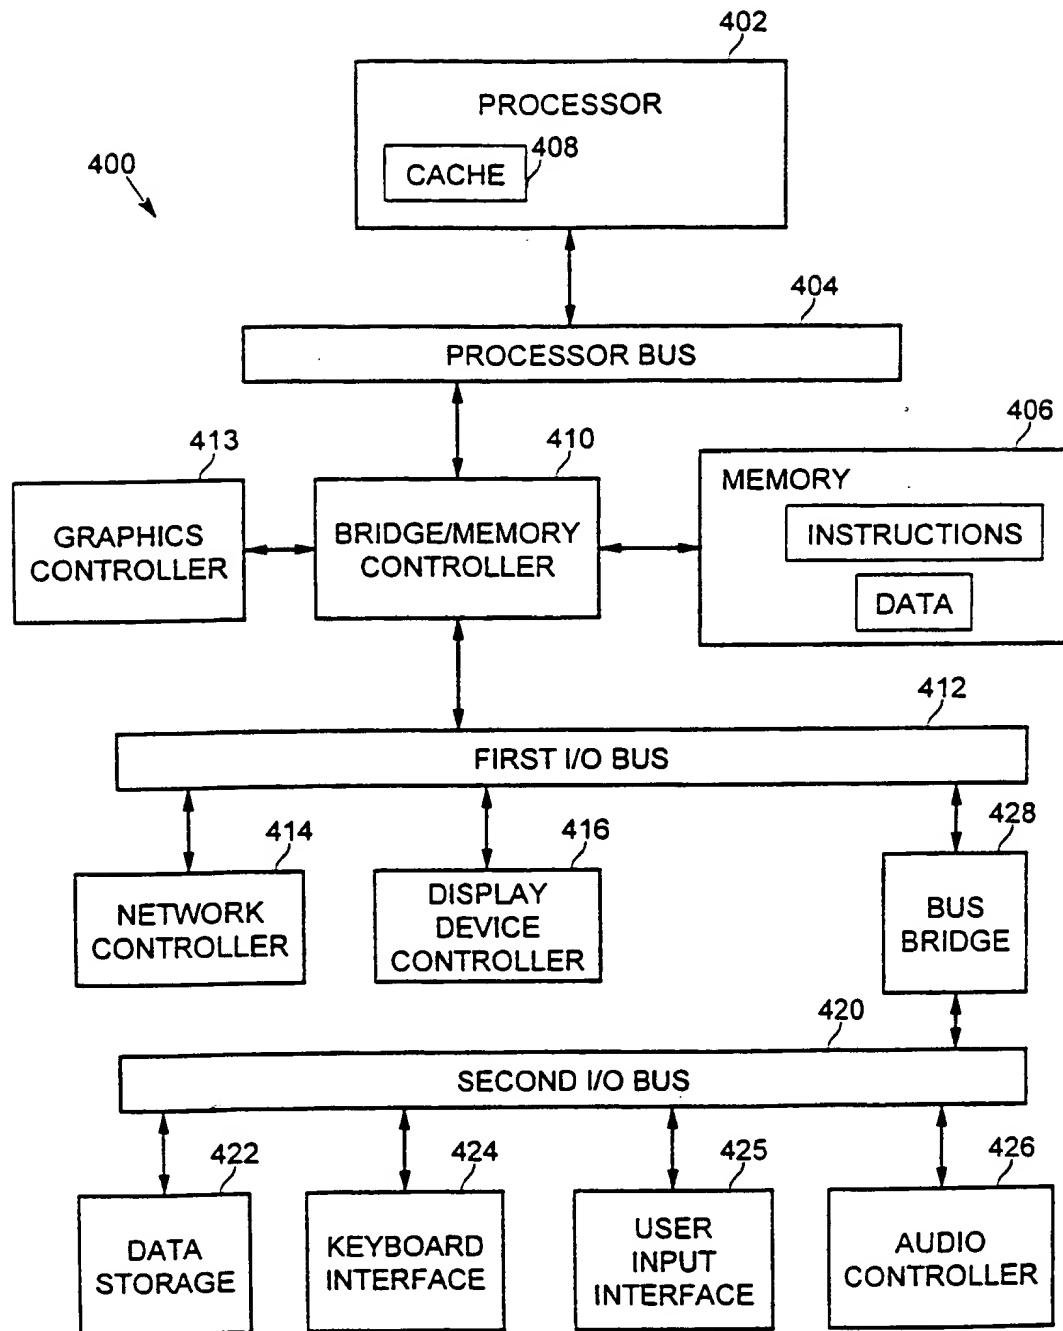 402
PROCESSOR
408
CACHE
400
404
PROCESSOR BUS
406
413
410
MEMORY
GRAPHICS
CONTROLLER
BRIDGE/MEMORY
CONTROLLER
INSTRUCTIONS
DATA
412
FIRST I/O BUS
414
416
428
NETWORK
CONTROLLER
DISPLAY
DEVICE
CONTROLLER
BUS
BRIDGE
420
SECOND I/O BUS
422
424
425
426
DATA
STORAGE
KEYBOARD
INTERFACE
USER
INPUT
INTERFACE
AUDIO
CONTROLLER